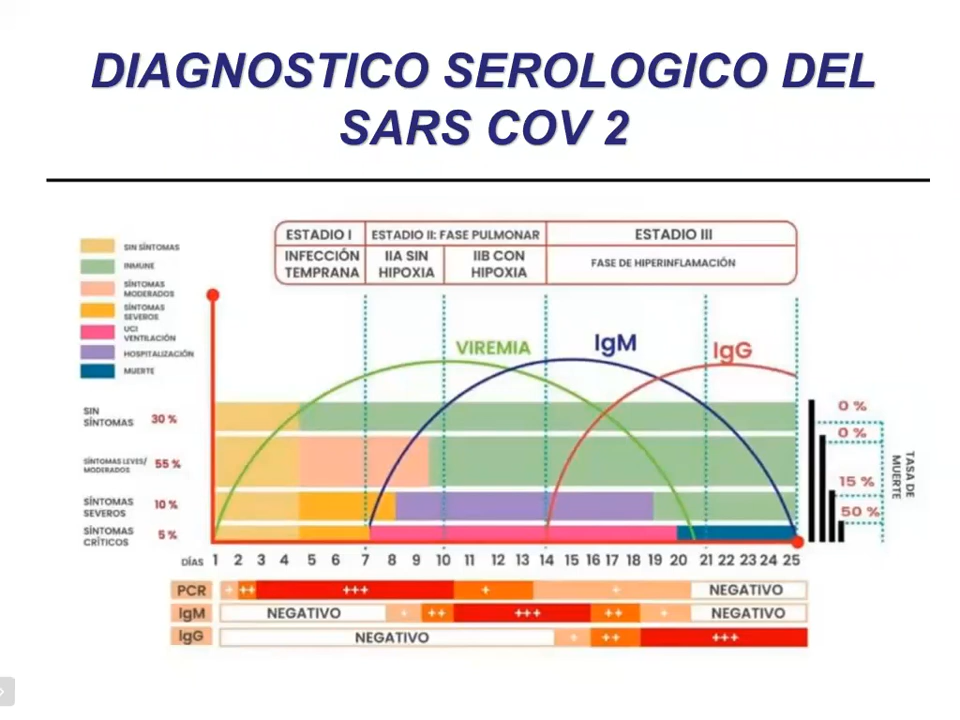 DIAGNOSTICO SEROLOGICO DEL
SARS COV 2
ESTADIO I
ESTADIO II: FASE PULMONAR
ESTADIO III
INFECCIÓN
TEMPRANA
IIA SIN
HIPOXIA
IIB CON
HIPOXIA
FASE DE HIPERINFLAMACIÓN
SIN SÍNTOMAS
INMUNE
SÍNTOMAS
MODERADOS
SÍNTOMAS
SEVEROS
UCI
VENTILACIÓN
HOSPITALIZACIÓN
MUERTE
VIREMIA
IgM
IgG
SIN
SÍNTOMAS
30 %
SÍNTOMAS LEVES/
MODERADOS
55 %
SÍNTOMAS
SEVEROS
10 %
SÍNTOMAS
CRÍTICOS
5 %
0 %
0 %
15 %
50 %
TASA DE
MUERTE
DÍAS 1 2 3 4 5 6 7 8 9 10 11 12 13 14 15 16 17 18 19 20 21 22 23 24 25
PCR + ++ +++ + + NEGATIVO
IgM NEGATIVO + ++ +++ ++ + NEGATIVO
IgG NEGATIVO + ++ +++